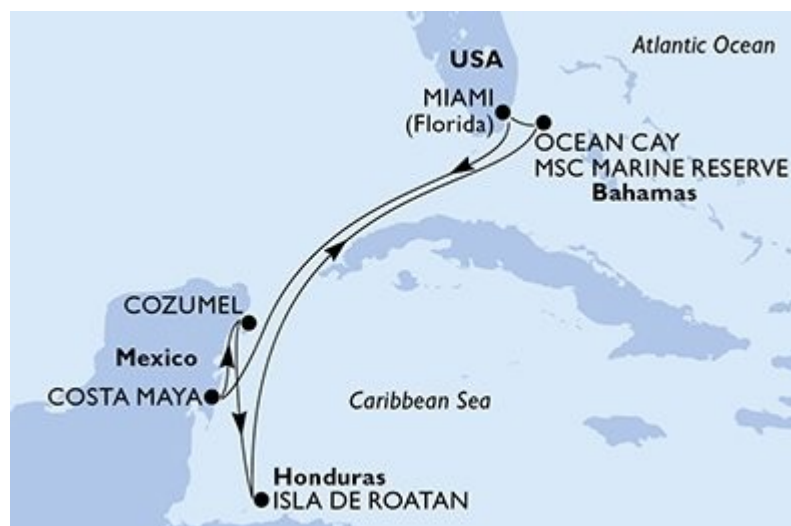 Atlantic Ocean
USA
MIAMI
(Florida)
OCEAN CAY
MSC MARINE RESERVE
Bahamas
COZUMEL
Mexico
COSTA MAYA
Caribbean Sea
Honduras
ISLA DE ROATAN